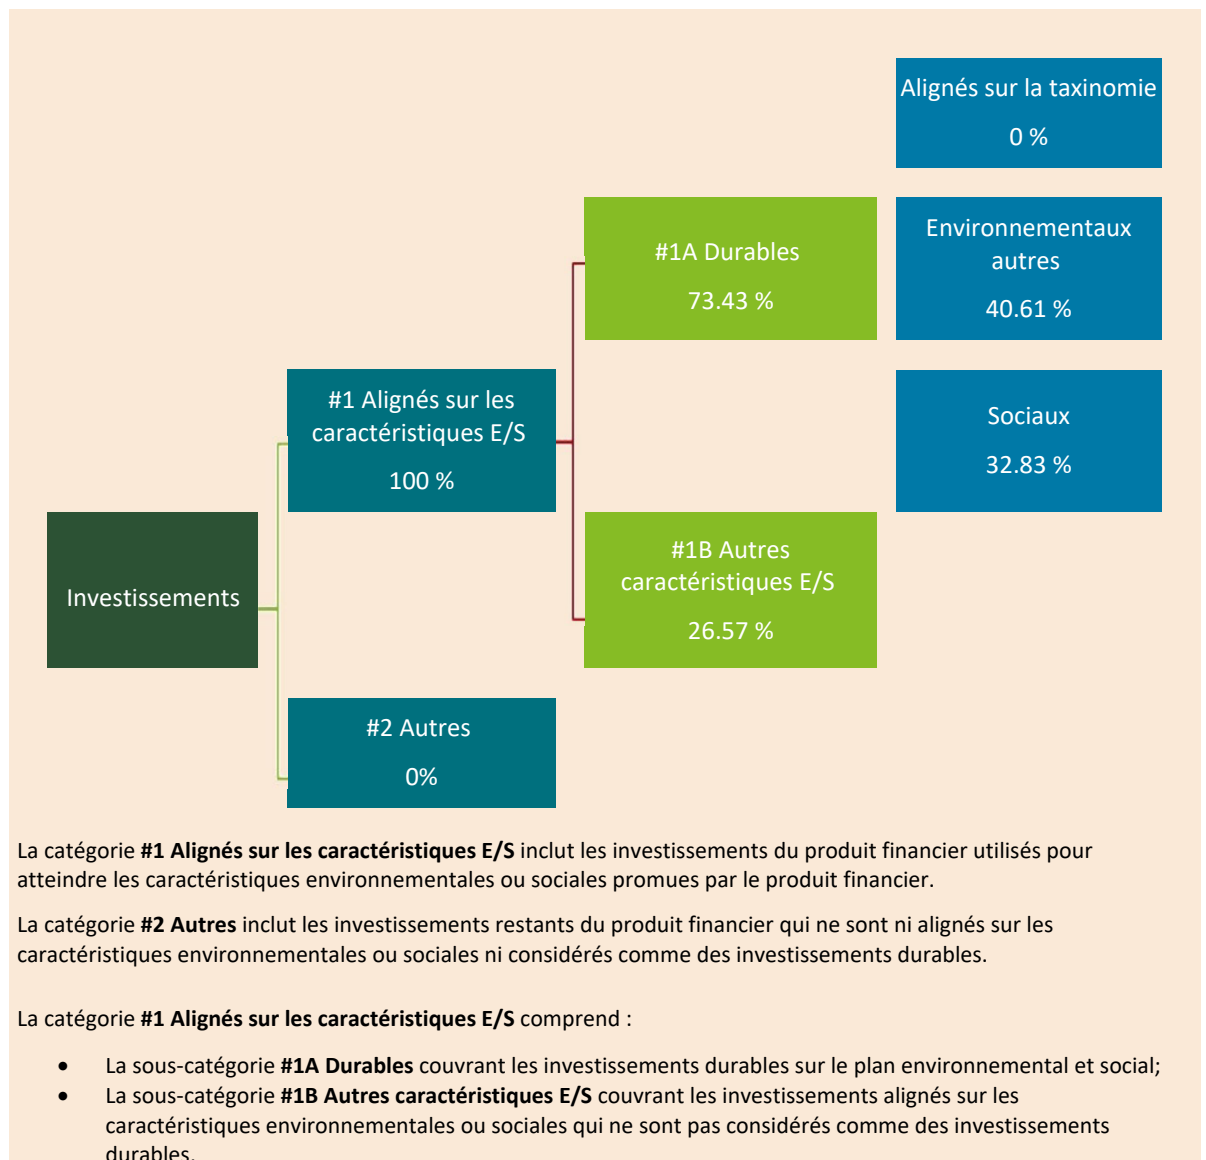 Alignés sur la taxinomie
0 %
#1A Durables
73.43 %
Environnementaux
autres
40.61 %
#1 Alignés sur les
caractéristiques E/S
100 %
Sociaux
32.83 %
Investissements
#1B Autres
caractéristiques E/S
26.57 %
#2 Autres
0%
La catégorie #1 Alignés sur les caractéristiques E/S inclut les investissements du produit financier utilisés pour
atteindre les caractéristiques environnementales ou sociales promues par le produit financier.
La catégorie #2 Autres inclut les investissements restants du produit financier qui ne sont ni alignés sur les
caractéristiques environnementales ou sociales ni considérés comme des investissements durables.
La catégorie #1 Alignés sur les caractéristiques E/S comprend :
• La sous-catégorie #1A Durables couvrant les investissements durables sur le plan environnemental et social;
• La sous-catégorie #1B Autres caractéristiques E/S couvrant les investissements alignés sur les
caractéristiques environnementales ou sociales qui ne sont pas considérés comme des investissements
durables.